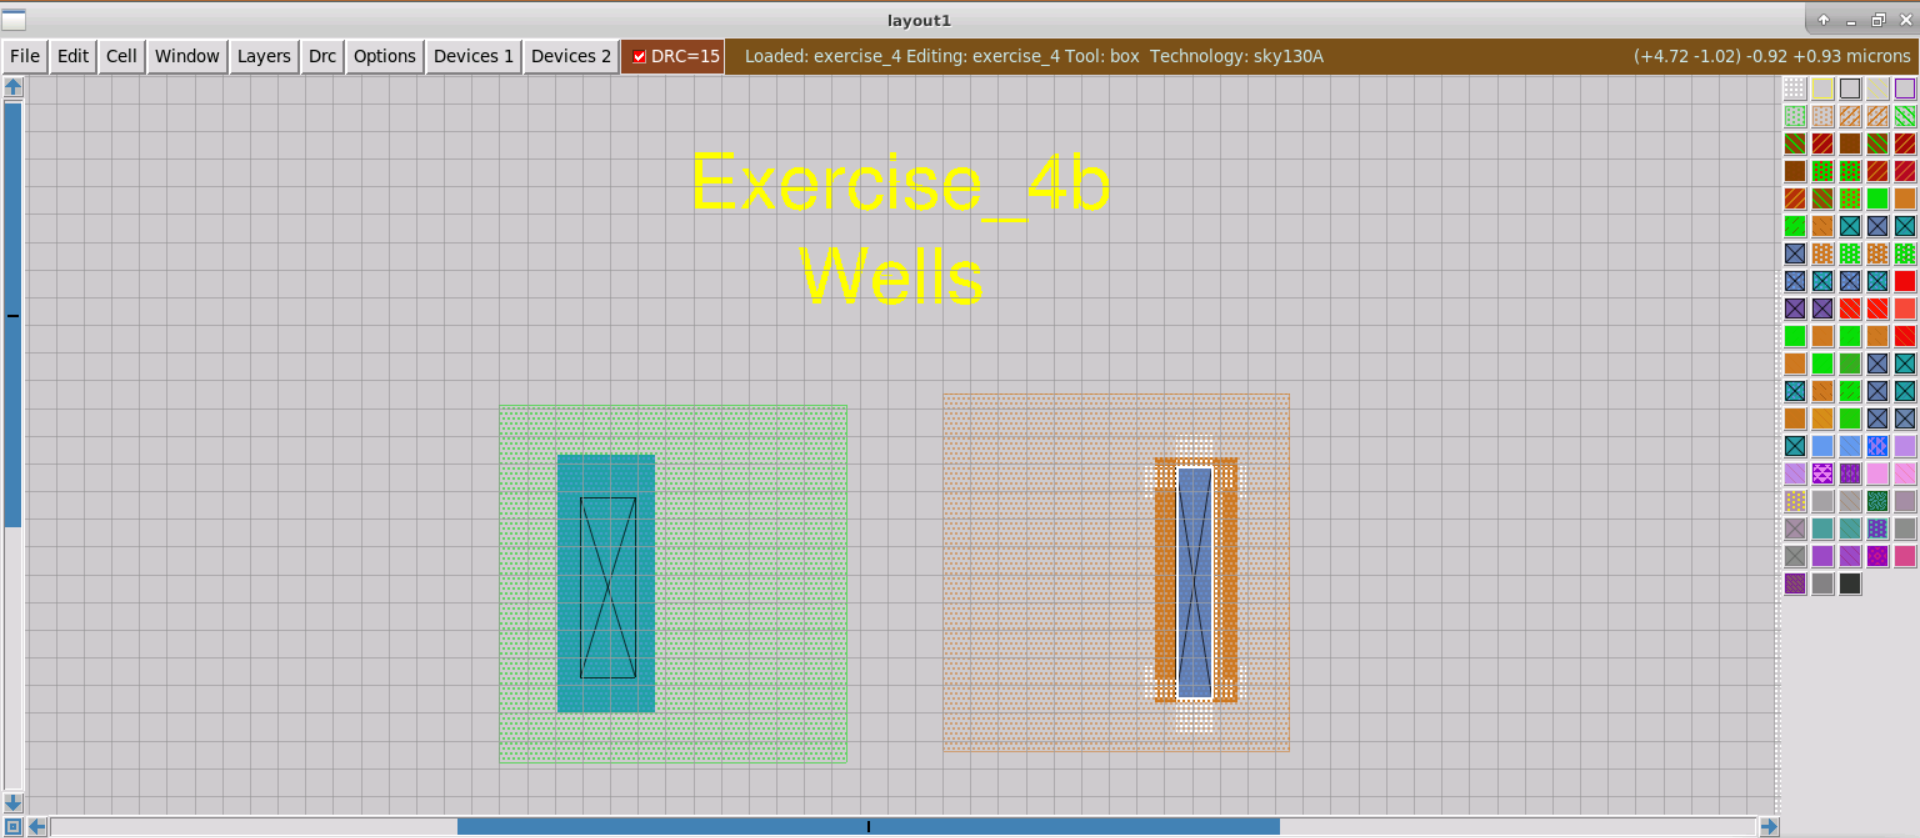 layout1
File Edit Cell Window Layers Drc Options Devices 1 Devices 2 DRC=15 Loaded: exercise_4 Editing: exercise_4 Tool: box Technology: sky130A (+4.72 -1.02) -0.92 +0.93 microns
Exercise_4b
Wells